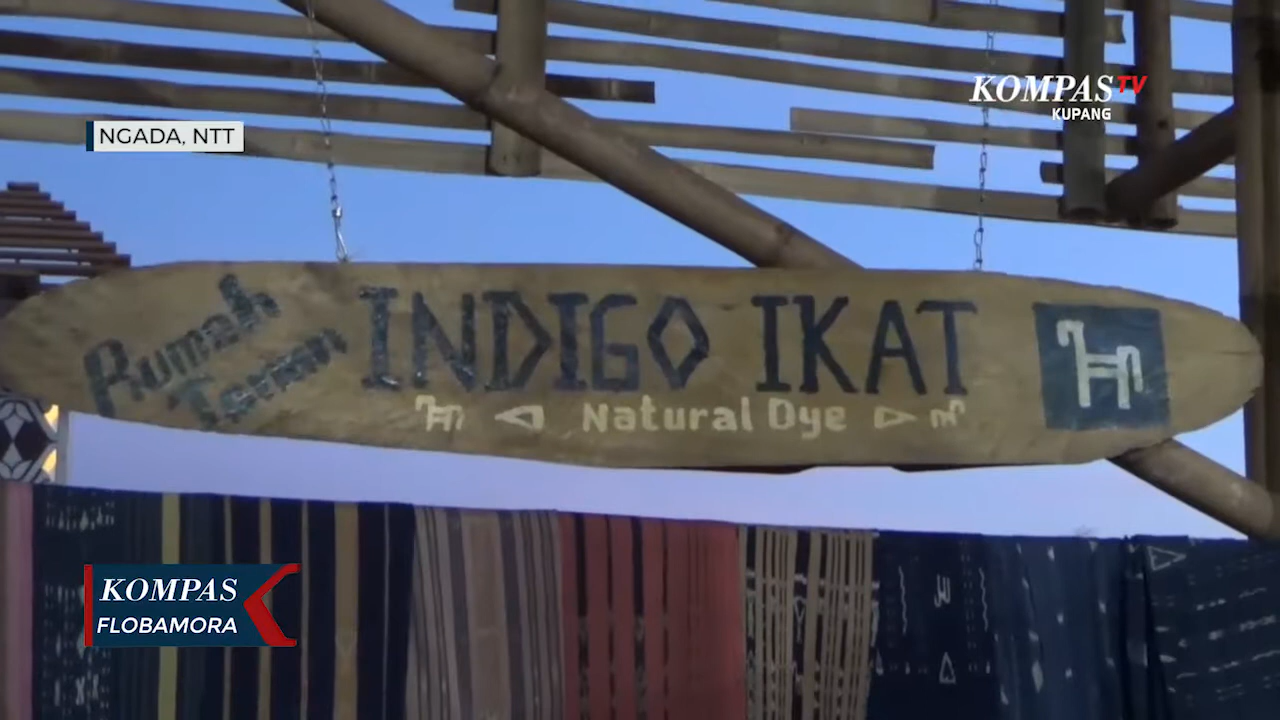 KOMPAS TV
KUPANG
NGADA, NTT
Rumah
Tenun
INDIGO IKAT
Natural Dye
KOMPAS
FLOBAMORA